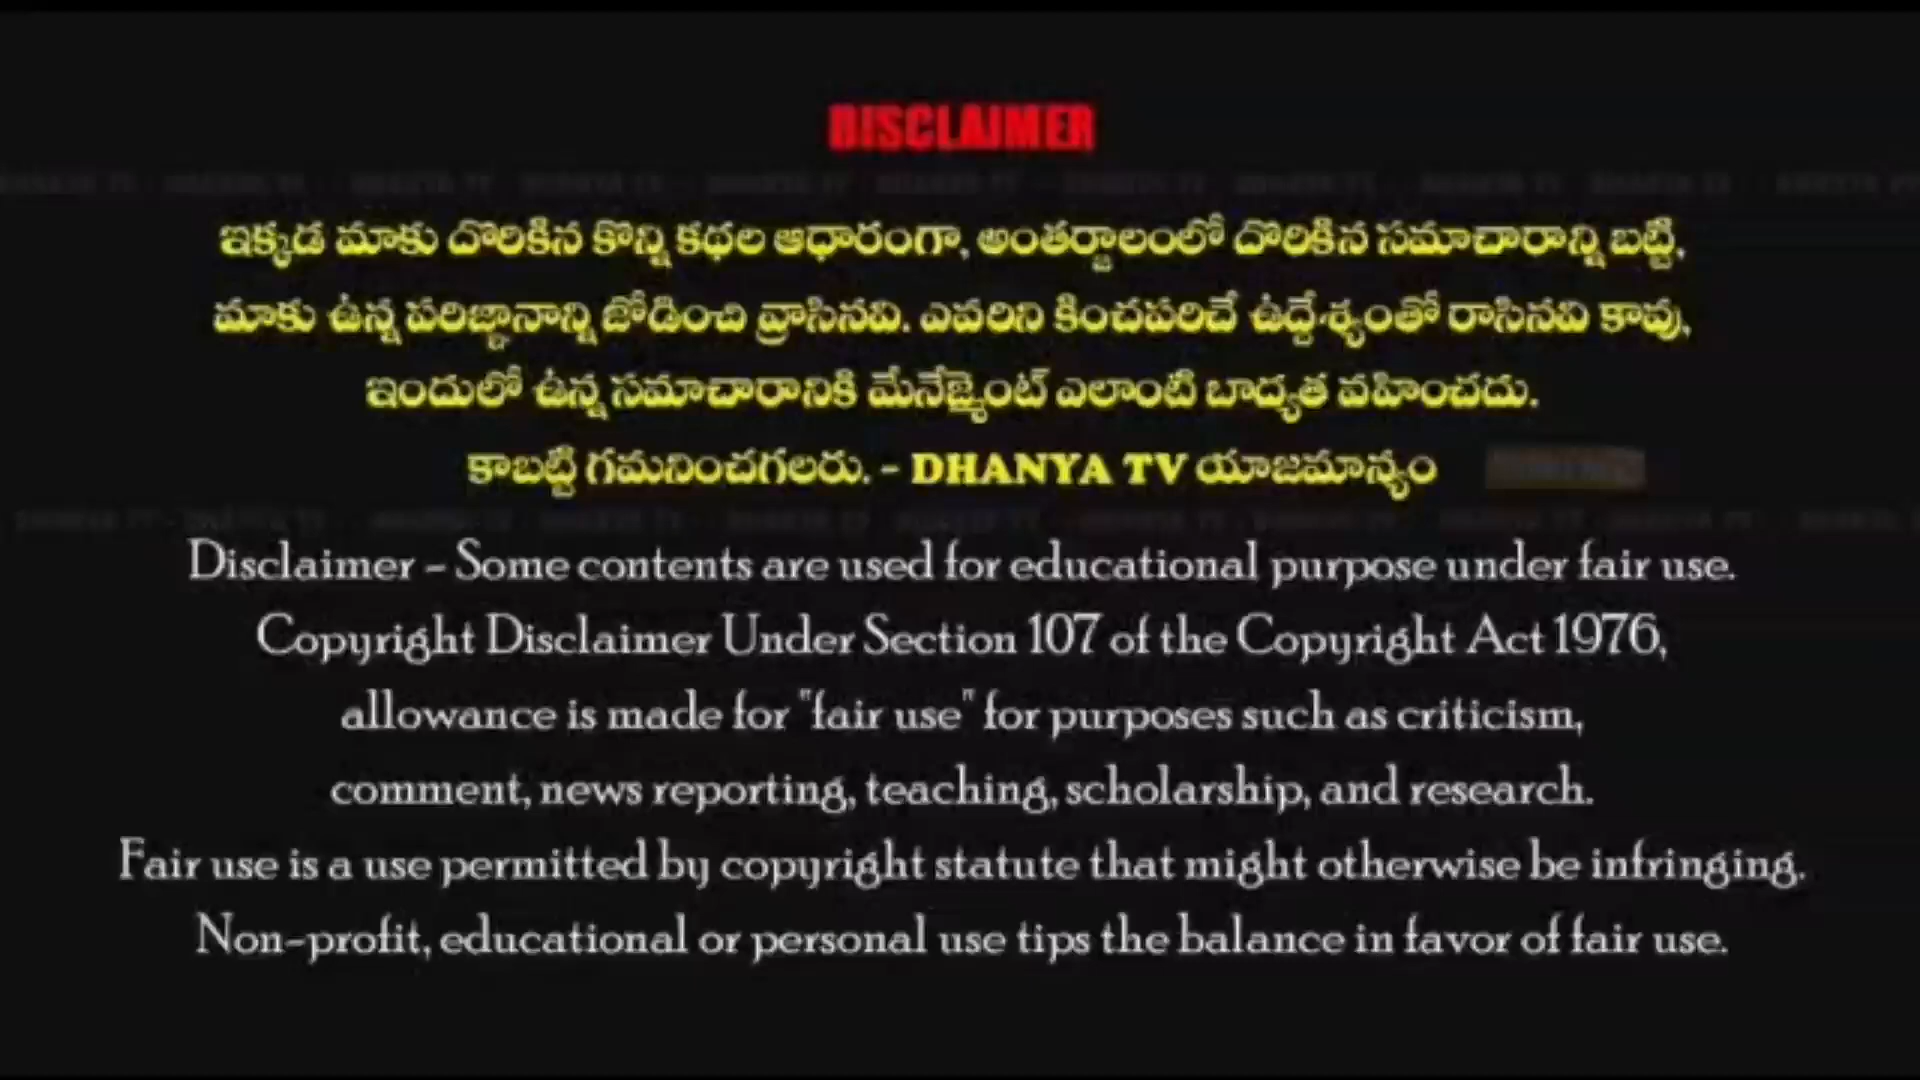 DISCLAIMER
ఇక్కడ మాకు దొరికిన కొన్ని కథల ఆధారంగా, అంతర్జాలంలో దొరికిన సమాచారాన్ని బట్టి,
మాకు ఉన్న పరిజ్ఞానాన్ని జోడించి వ్రాసినవి. ఎవరిని కించపరిచే ఉద్దేశ్యంతో రాసినవి కావు,
ఇందులో ఉన్న సమాచారానికి మేనేజ్మెంట్ ఎలాంటి బాద్యత వహించదు.
కాబట్టి గమనించగలరు. - DHANYA TV యాజమాన్యం
Disclaimer - Some contents are used for educational purpose under fair use.
Copyright Disclaimer Under Section 107 of the Copyright Act 1976,
allowance is made for "fair use" for purposes such as criticism,
comment, news reporting, teaching, scholarship, and research.
Fair use is a use permitted by copyright statute that might otherwise be infringing.
Non-profit, educational or personal use tips the balance in favor of fair use.